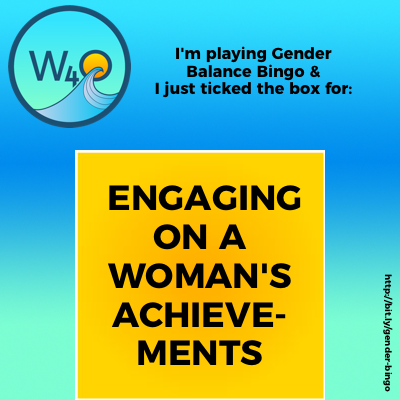 W4O
I'm playing Gender
Balance Bingo &
I just ticked the box for:
ENGAGING
ON A
WOMAN'S
ACHIEVE-
MENTS
http://bit.ly/gender-bingo